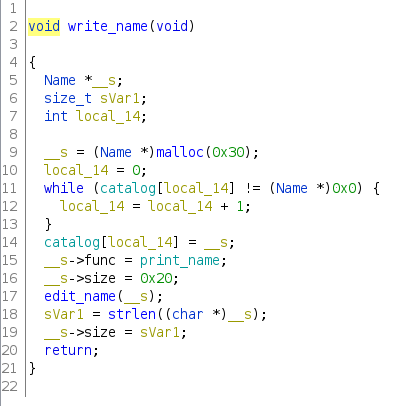 1
2 void write_name(void)
3
4 {
5 Name *__s;
6 size_t sVar1;
7 int local_14;
8
9 __s = (Name *)malloc(0x30);
10 local_14 = 0;
11 while (catalog[local_14] != (Name *)0x0) {
12 local_14 = local_14 + 1;
13 }
14 catalog[local_14] = __s;
15 __s->func = print_name;
16 __s->size = 0x20;
17 edit_name(__s);
18 sVar1 = strlen((char *)__s);
19 __s->size = sVar1;
20 return;
21 }
22